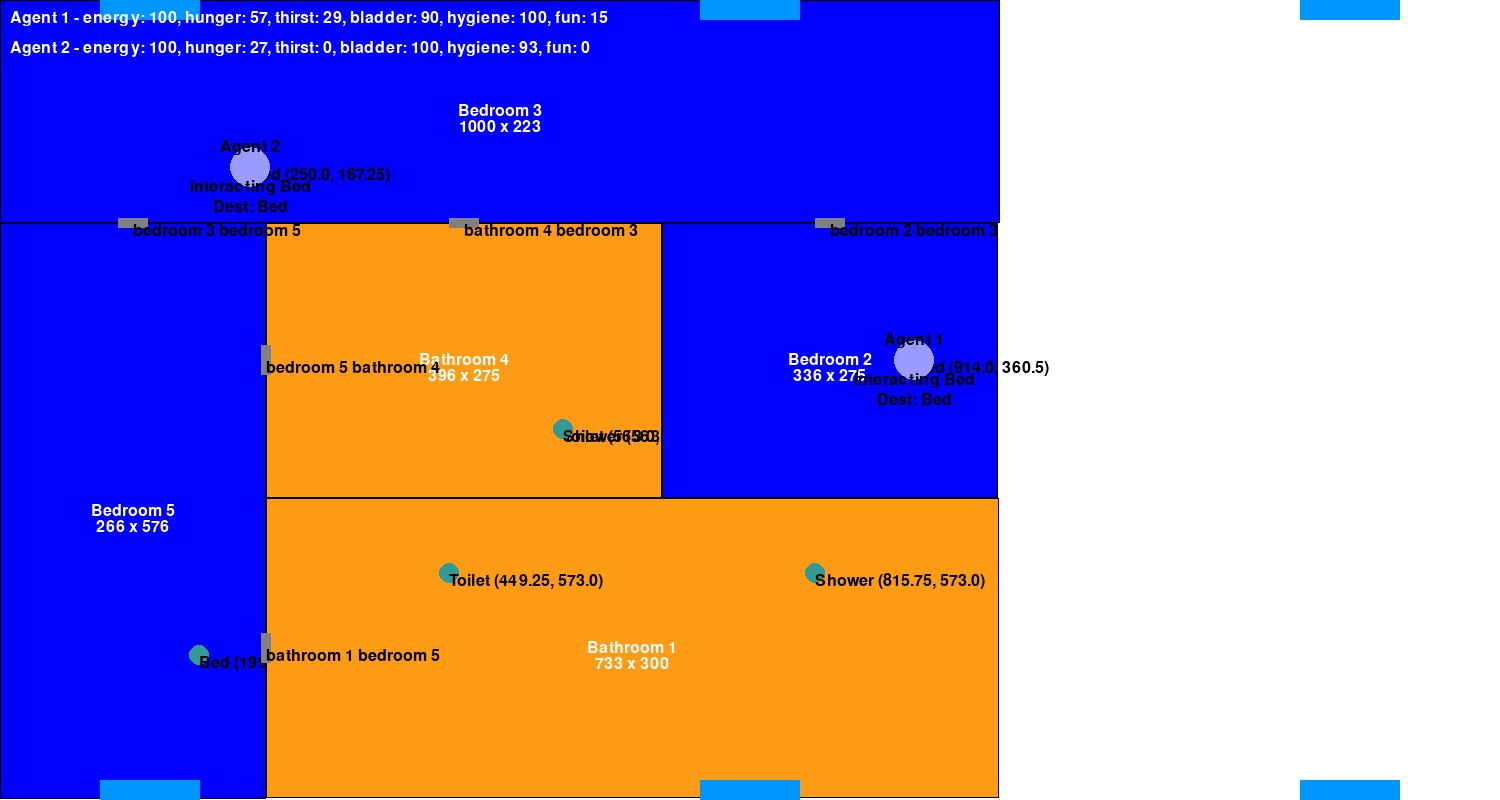 Agent 1 - energy: 100, hunger: 57, thirst: 29, bladder: 90, hygiene: 100, fun: 15
Agent 2 - energy: 100, hunger: 27, thirst: 0, bladder: 100, hygiene: 93, fun: 0
Bedroom 3
1000 x 223
Agent 2
(250.0, 167.25)
Interacting Bed
Dest: Bed
bedroom 3 bedroom 5
bathroom 4 bedroom 3
bedroom 2 bedroom 3
Agent 1
Bathroom 4
396 x 275
bedroom 5 bathroom 4
Bedroom 2
336 x 275
(914.0, 360.5)
Interacting Bed
Dest: Bed
Bedroom 5
266 x 576
Toilet (449.25, 573.0)
Shower (815.75, 573.0)
Bathroom 1
733 x 300
Bed
bathroom 1 bedroom 5